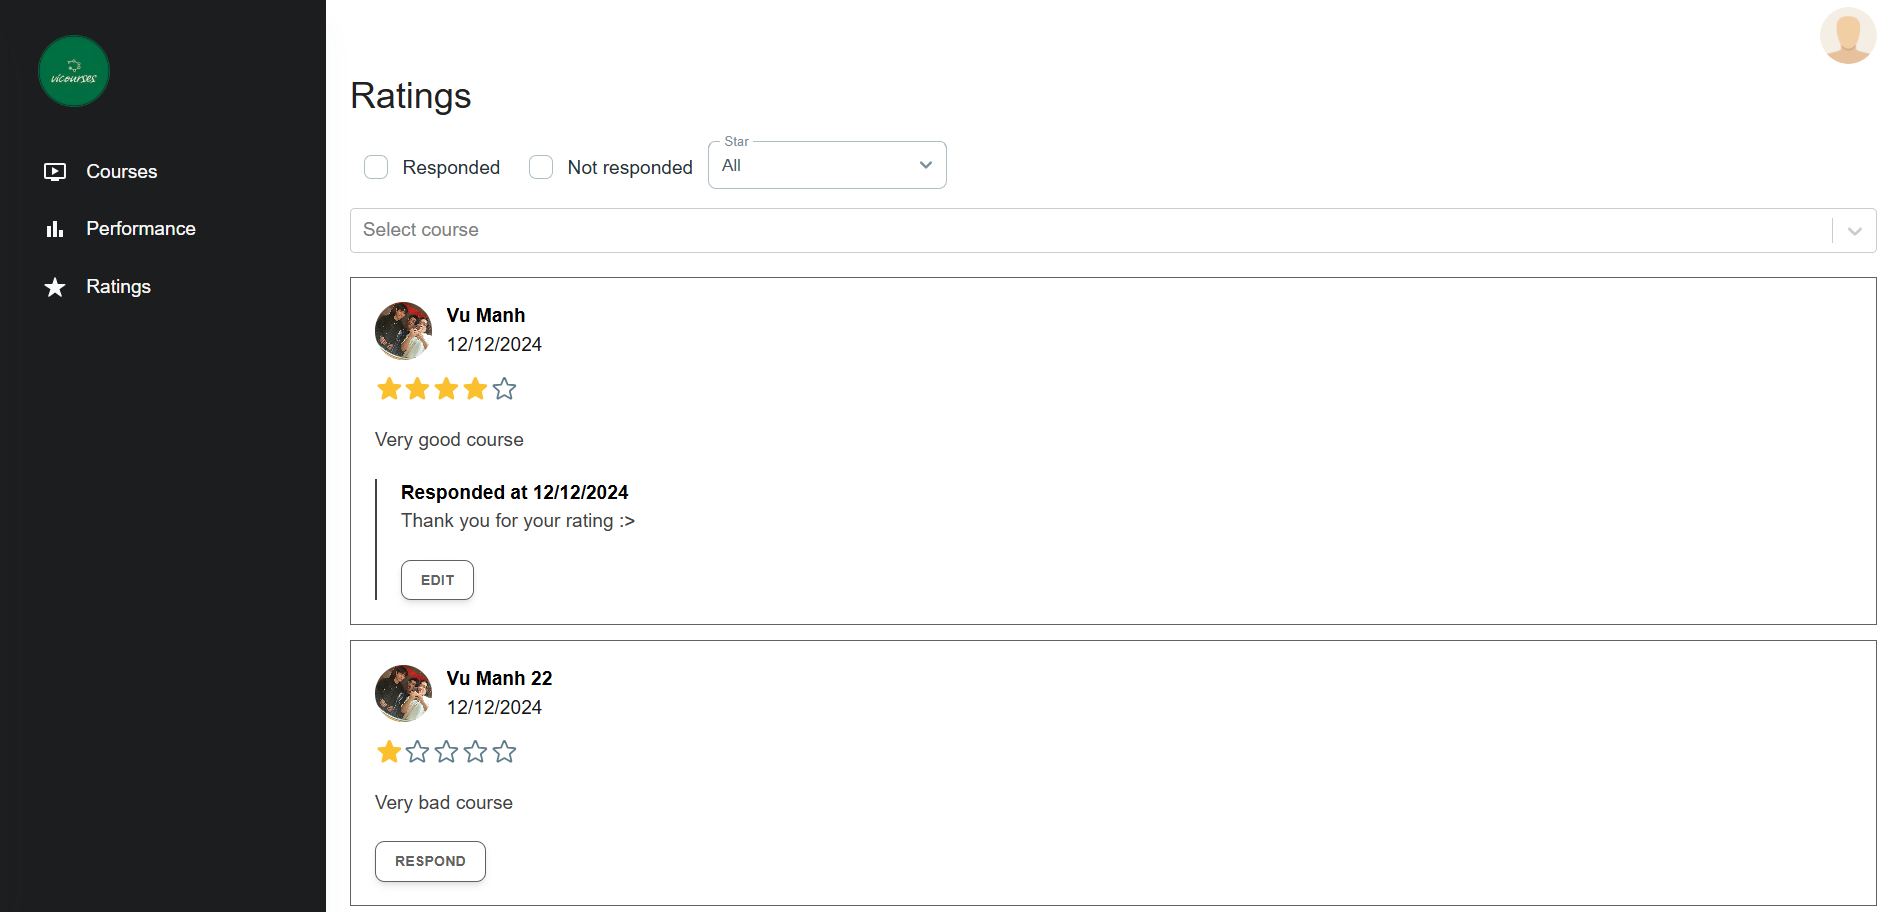 vicourses
Courses
Performance
Ratings
Ratings
Responded
Not responded
Star
All
Select course
Vu Manh
12/12/2024
Very good course
Responded at 12/12/2024
Thank you for your rating :>
EDIT
Vu Manh 22
12/12/2024
Very bad course
RESPOND